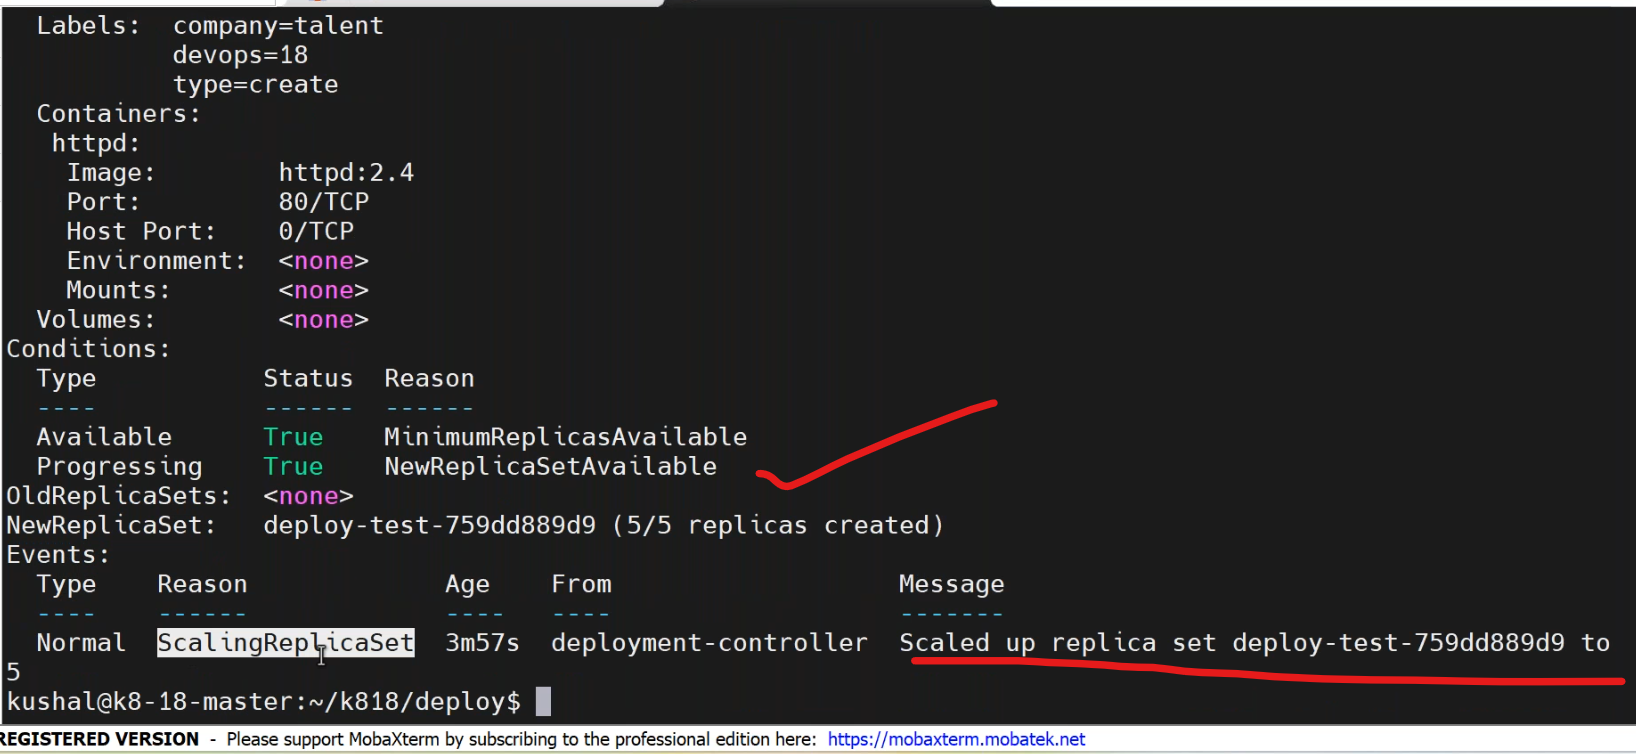 Labels:  company=talent
devops=18
type=create
Containers:
httpd:
Image:        httpd:2.4
Port:         80/TCP
Host Port:    0/TCP
Environment:  <none>
Mounts:       <none>
Volumes:        <none>
Conditions:
Type           Status  Reason
----           ------  ------
Available      True    MinimumReplicasAvailable
Progressing    True    NewReplicaSetAvailable
OldReplicaSets:  <none>
NewReplicaSet:   deploy-test-759dd889d9 (5/5 replicas created)
Events:
Type    Reason             Age    From                   Message
----    ------             ----   ----                   -------
Normal  ScalingReplicaSet  3m57s  deployment-controller  Scaled up replica set deploy-test-759dd889d9 to
5
kushal@k8-18-master:~/k818/deploy$
REGISTERED VERSION  -  Please support MobaXterm by subscribing to the professional edition here:  https://mobaxterm.mobatek.net